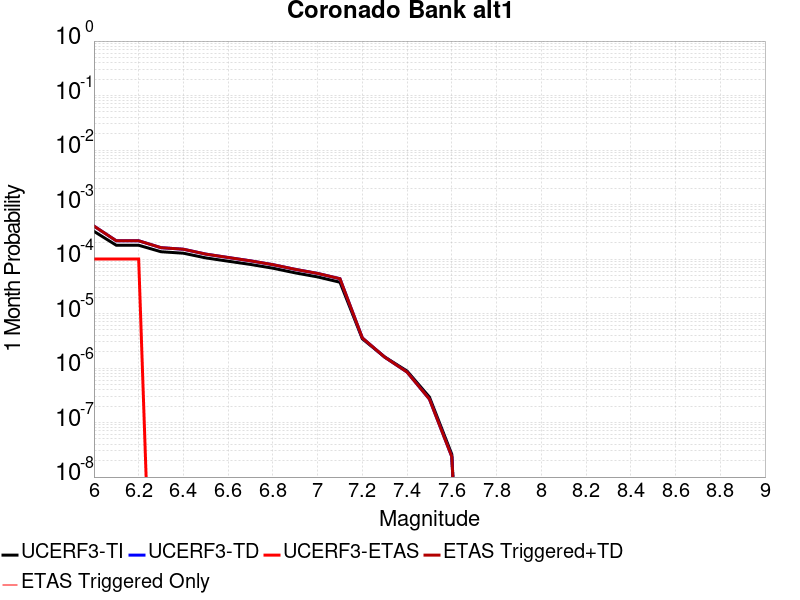 Coronado Bank alt1
10^0
10^-1
10^-2
10^-3
10^-4
10^-5
10^-6
10^-7
10^-8
1 Month Probability
6 6.2 6.4 6.6 6.8 7 7.2 7.4 7.6 7.8 8 8.2 8.4 8.6 8.8 9
Magnitude
UCERF3-TI UCERF3-TD UCERF3-ETAS ETAS Triggered+TD
ETAS Triggered Only